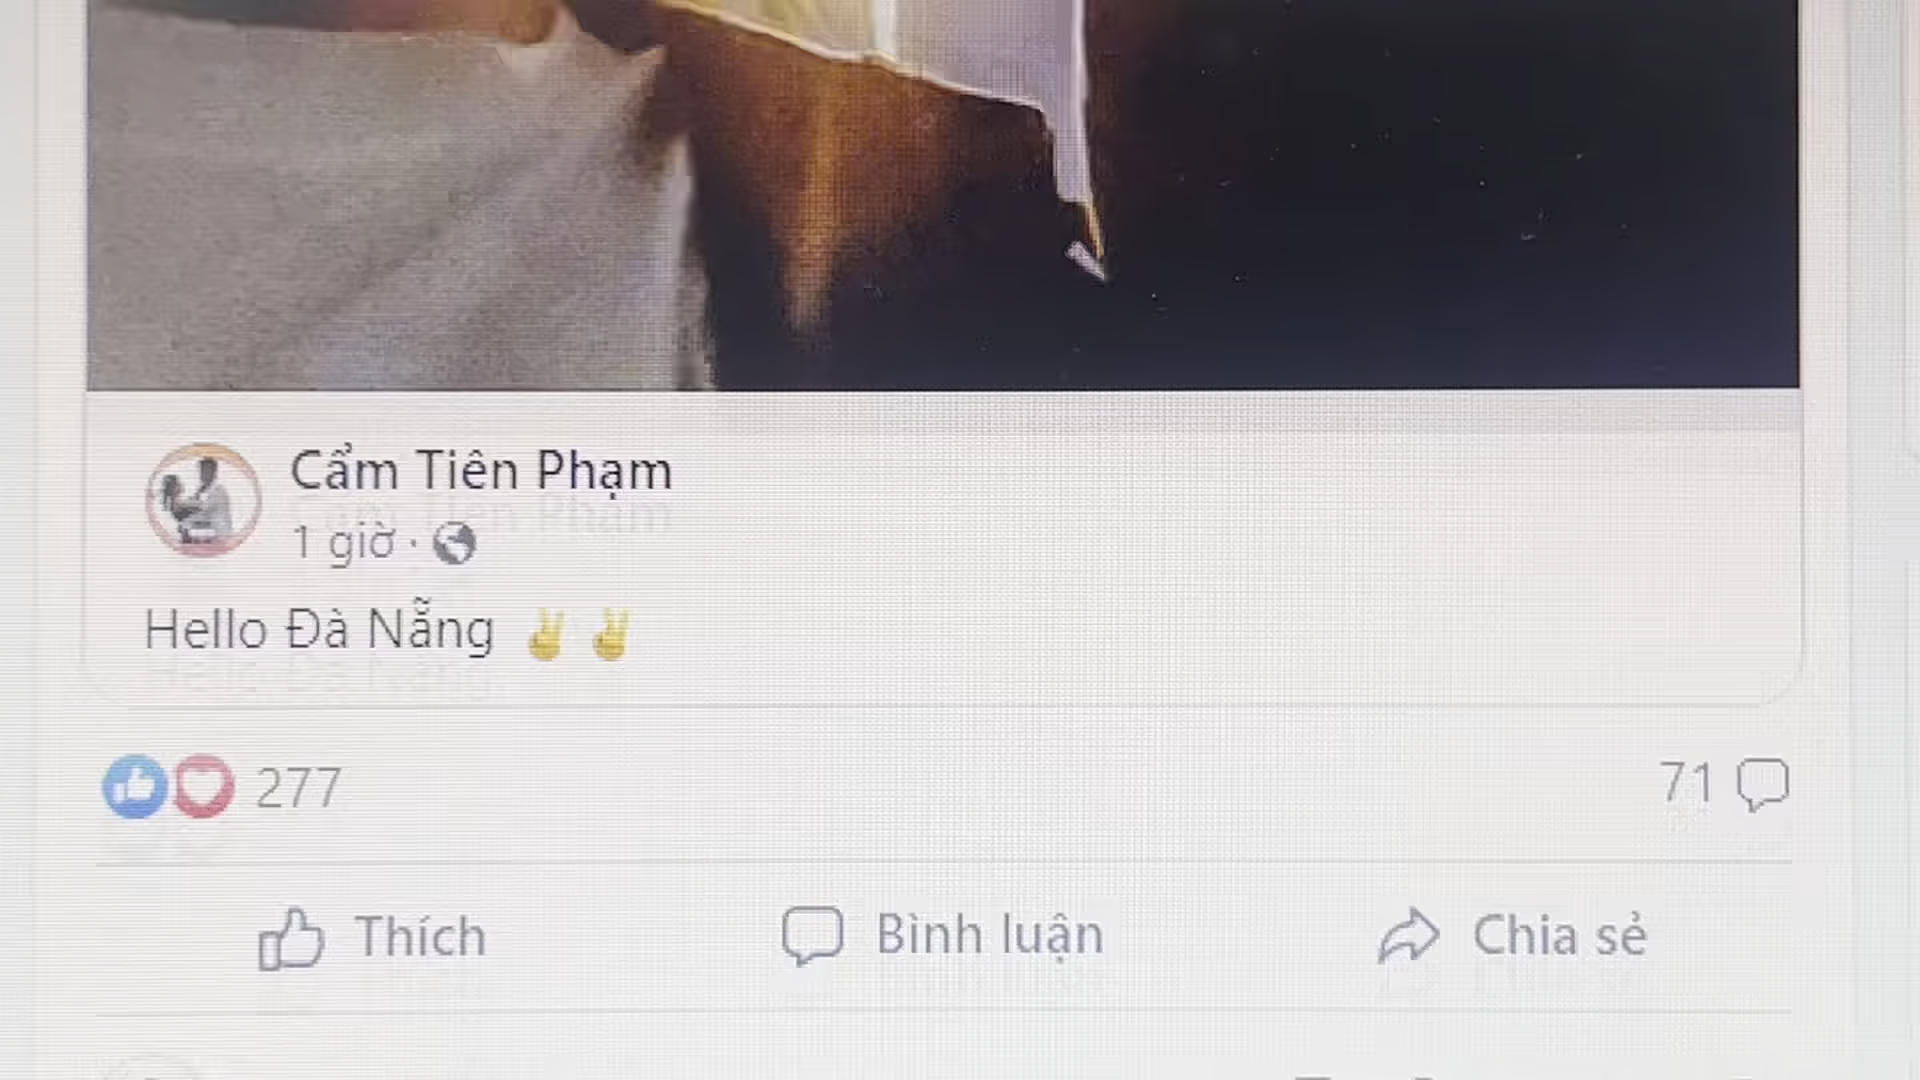 Cẩm Tiên Phạm
1 giờ ·
Hello Đà Nẵng ✌️ ✌️
277
71
Thích
Bình luận
Chia sẻ